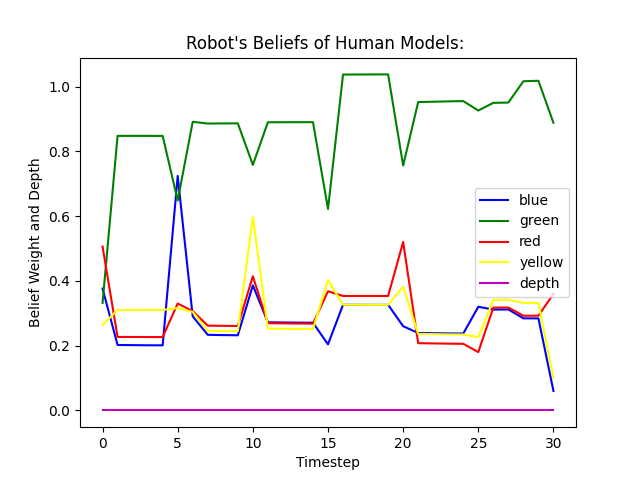 Robot's Beliefs of Human Models:
Belief Weight and Depth
1.0
0.8
0.6
0.4
0.2
0.0
blue
green
red
yellow
depth
0 5 10 15 20 25 30
Timestep